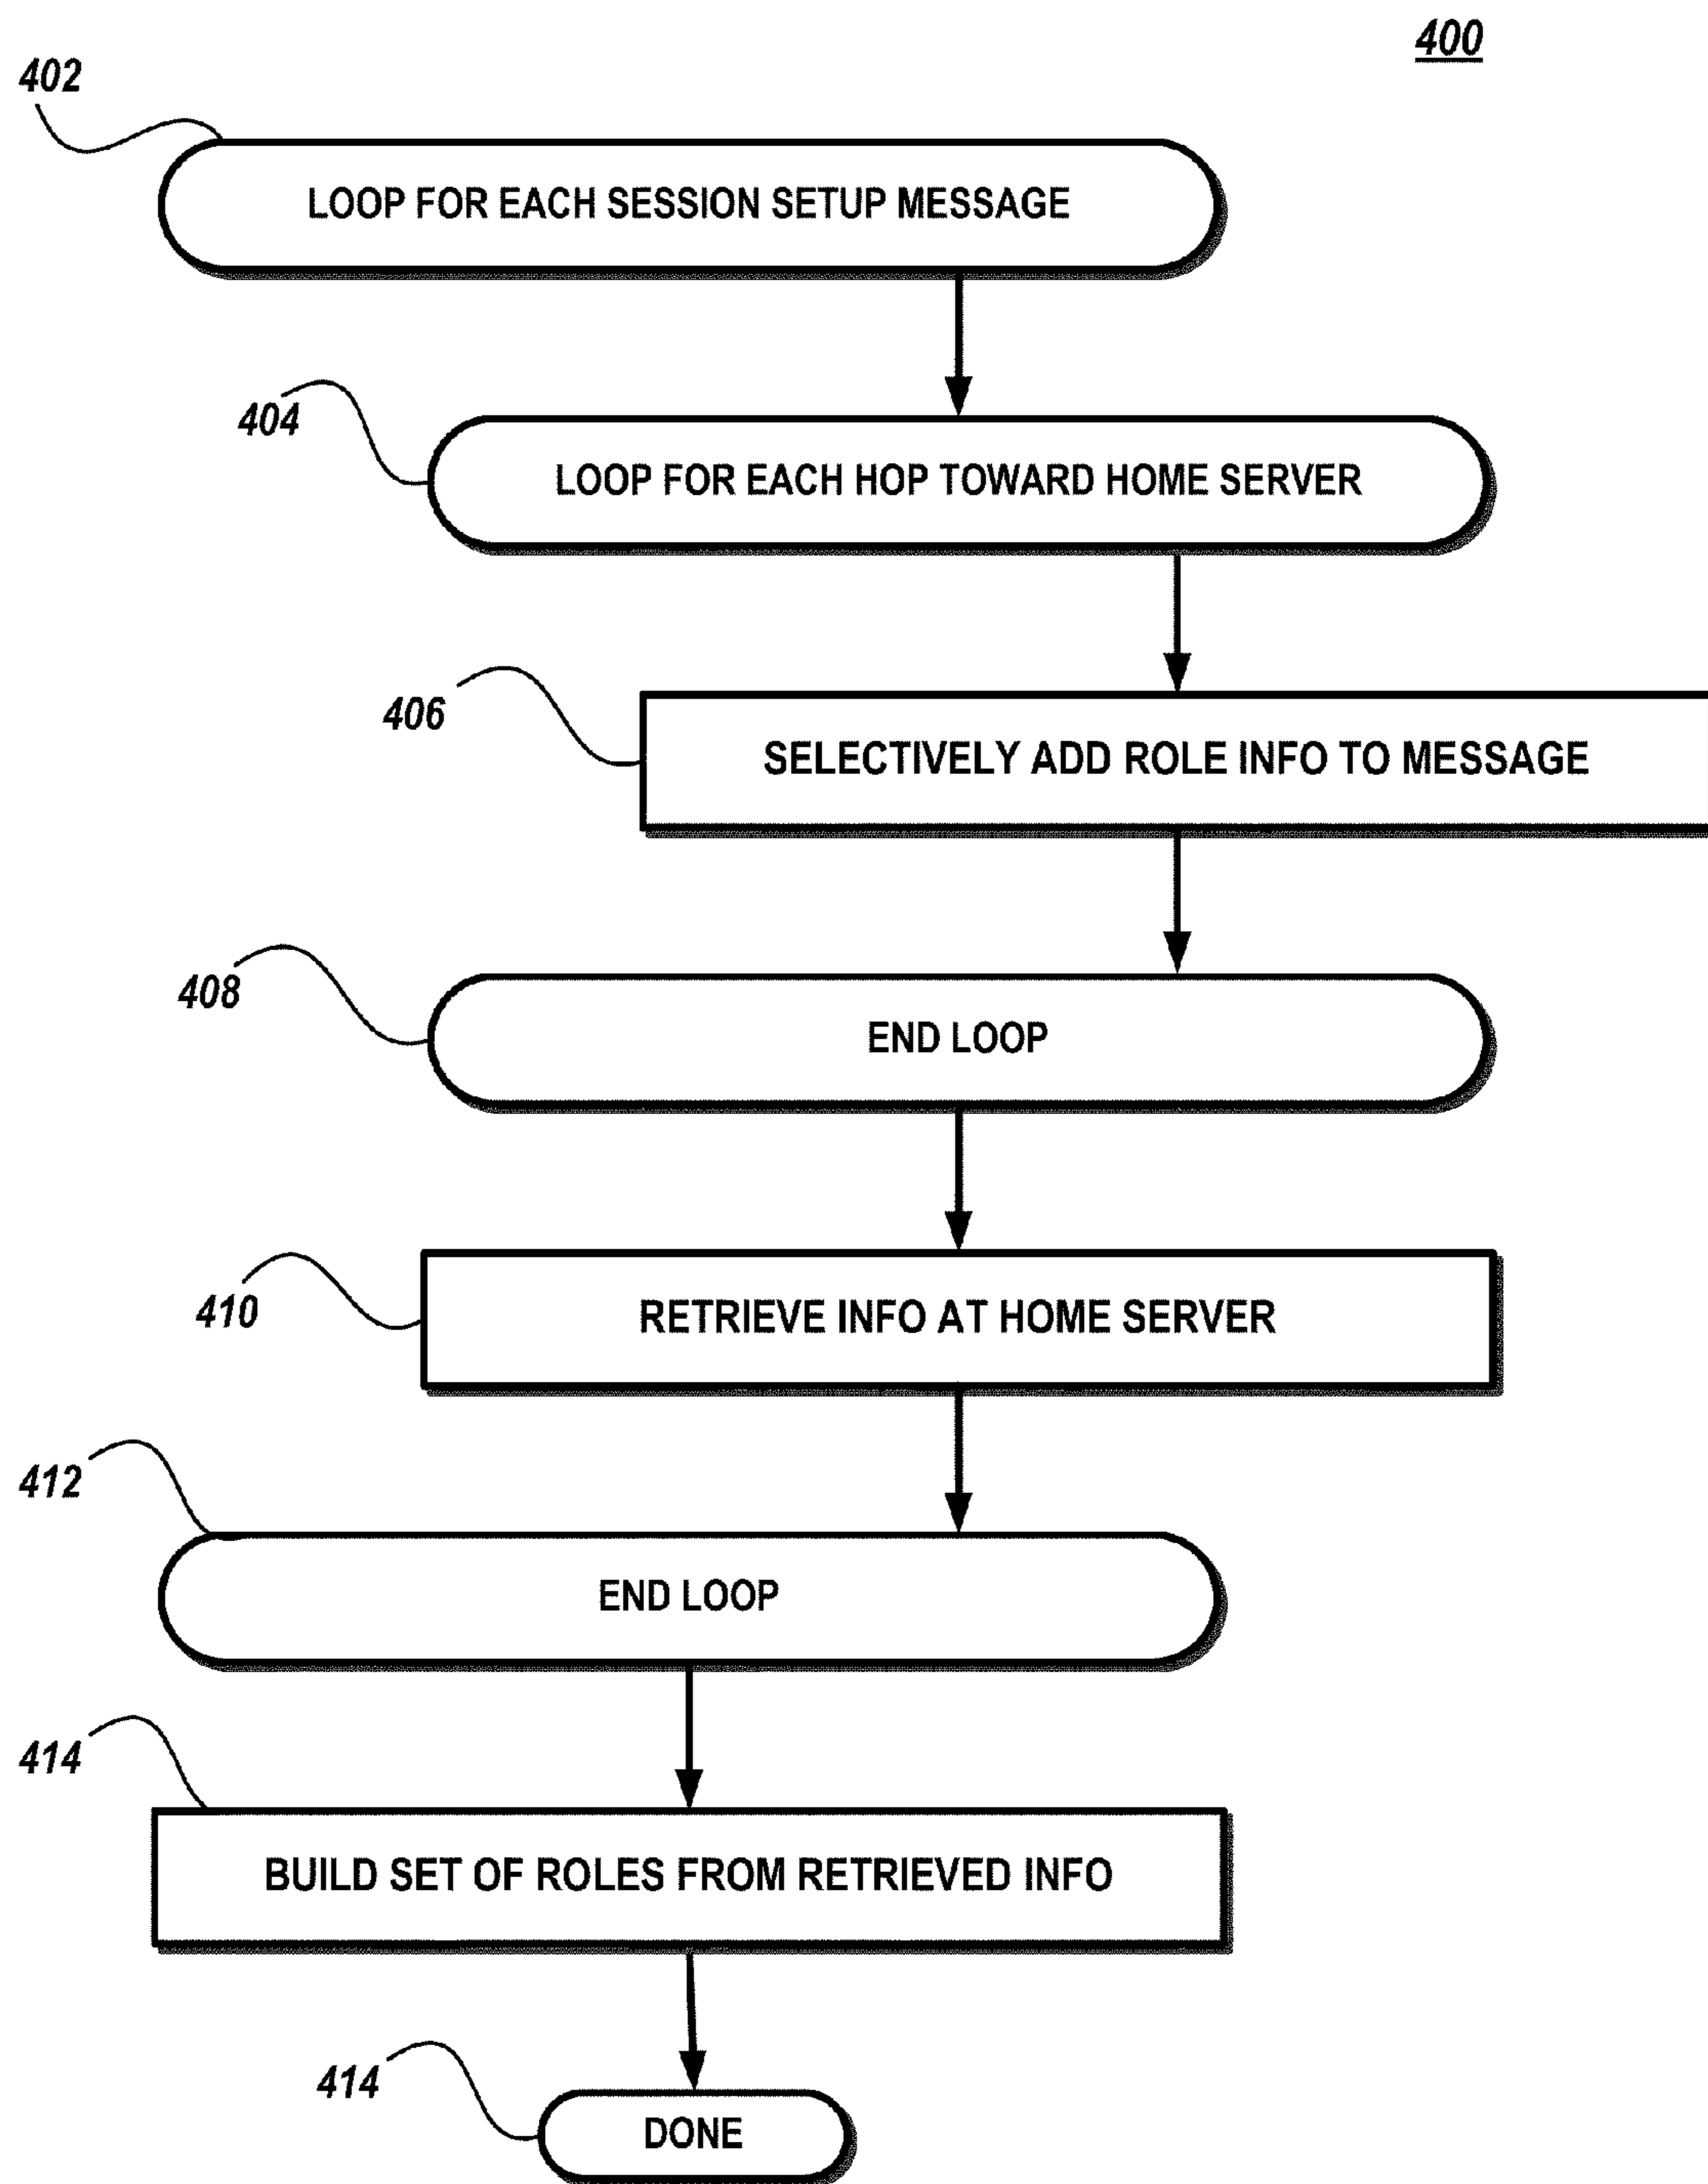 400
402
LOOP FOR EACH SESSION SETUP MESSAGE
404
LOOP FOR EACH HOP TOWARD HOME SERVER
406
SELECTIVELY ADD ROLE INFO TO MESSAGE
408
END LOOP
410
RETRIEVE INFO AT HOME SERVER
412
END LOOP
414
BUILD SET OF ROLES FROM RETRIEVED INFO
414
DONE